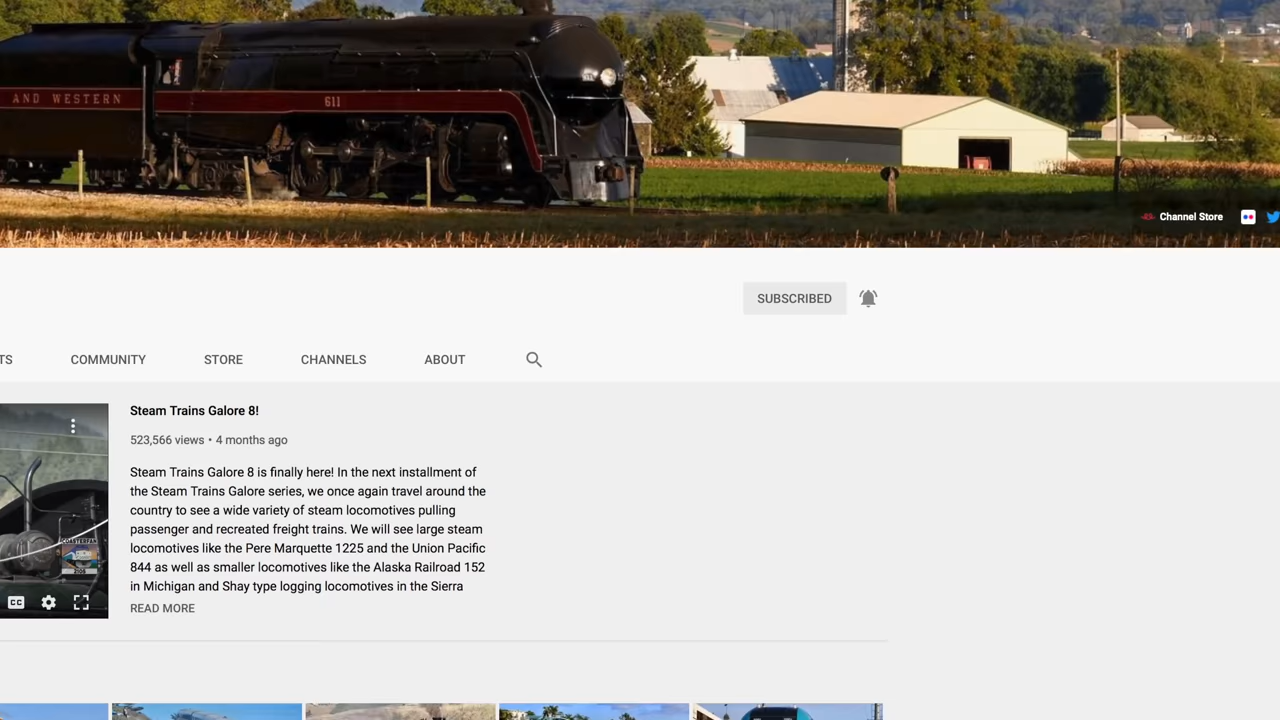 AND WESTERN
611
Channel Store
SUBSCRIBED
TS COMMUNITY STORE CHANNELS ABOUT
Steam Trains Galore 8!
523,566 views • 4 months ago
Steam Trains Galore 8 is finally here! In the next installment of
the Steam Trains Galore series, we once again travel around the
country to see a wide variety of steam locomotives pulling
passenger and recreated freight trains. We will see large steam
locomotives like the Pere Marquette 1225 and the Union Pacific
844 as well as smaller locomotives like the Alaska Railroad 152
in Michigan and Shay type logging locomotives in the Sierra
READ MORE
COASTERFAN
2105
CC